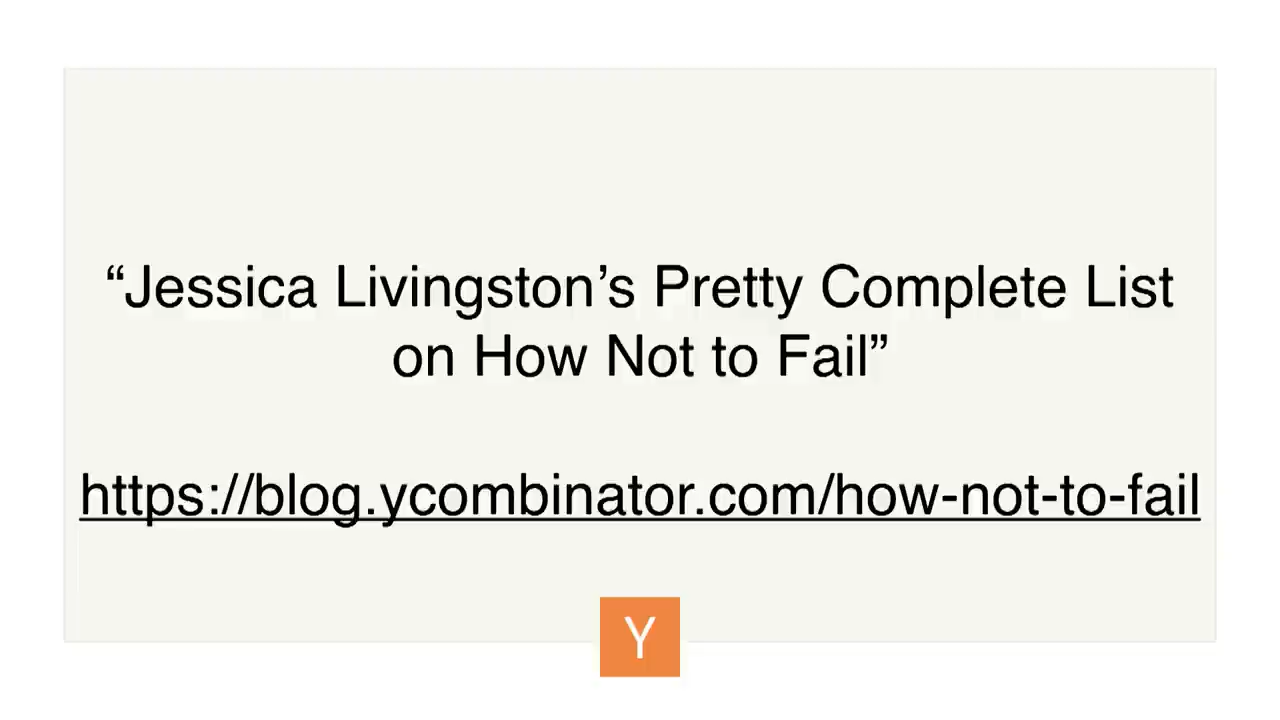 “Jessica Livingston’s Pretty Complete List
on How Not to Fail”
https://blog.ycombinator.com/how-not-to-fail
Y